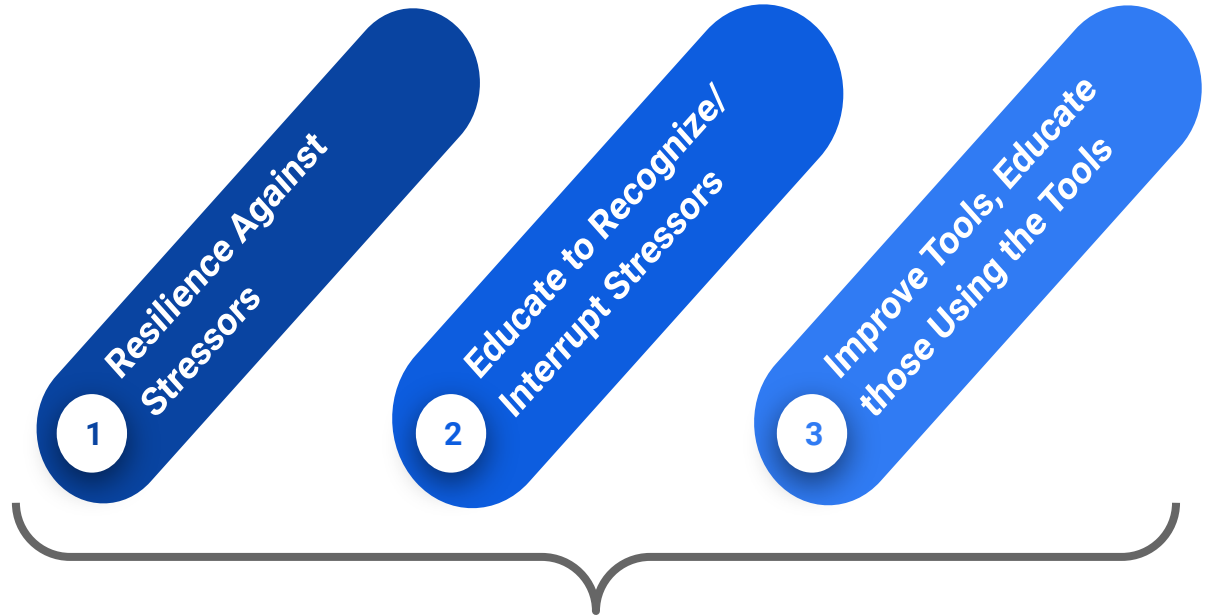 Resilience Against
Stressors
1
Educate to Recognize/
Interrupt Stressors
2
Improve Tools, Educate
those Using the Tools
3